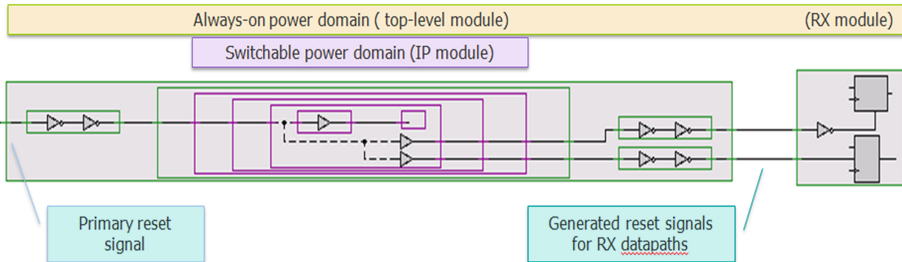 Always-on power domain ( top-level module)
(RX module)
Switchable power domain (IP module)
Primary reset
signal
Generated reset signals
for RX datapaths